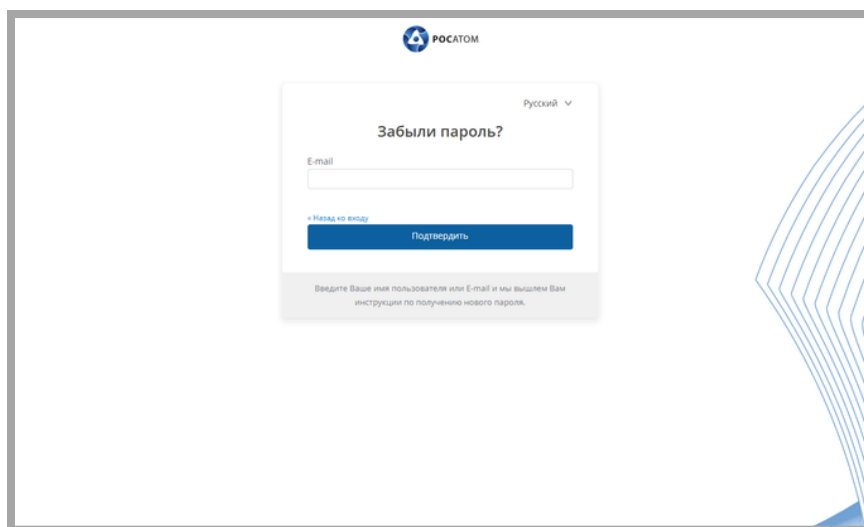 РОСАТОМ
Русский
Забыли пароль?
E-mail
« Назад ко входу
Подтвердить
Введите Ваше имя пользователя или E-mail и мы вышлем Вам
инструкции по получению нового пароля.